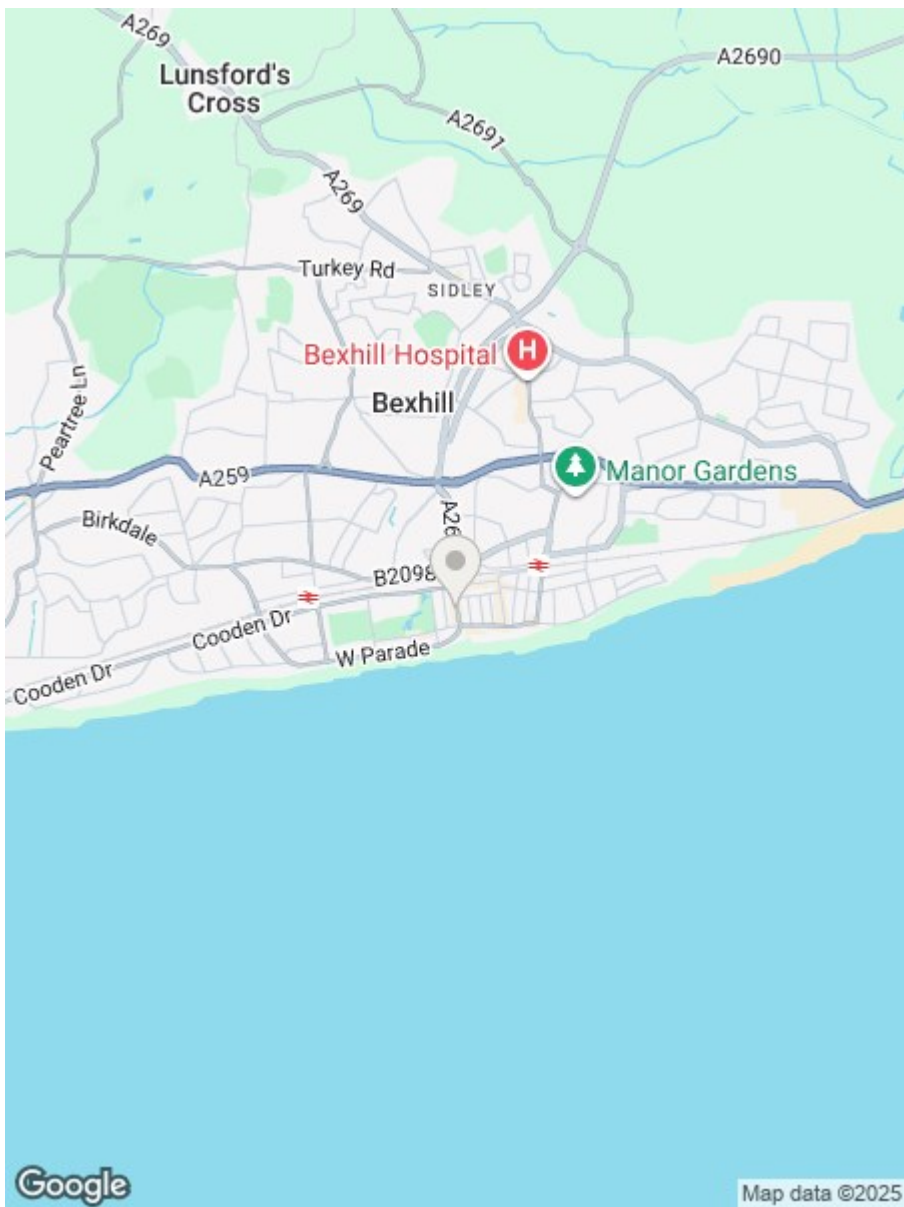 A269
A2690
Lunsford's
Cross
A2691
A269
Turkey Rd
SIDLEY
Bexhill Hospital
H
Bexhill
Peartree Ln
Manor Gardens
A259
A26
Birkdale
B2098
Cooden Dr
W Parade
Cooden Dr
Google
Map data ©2025